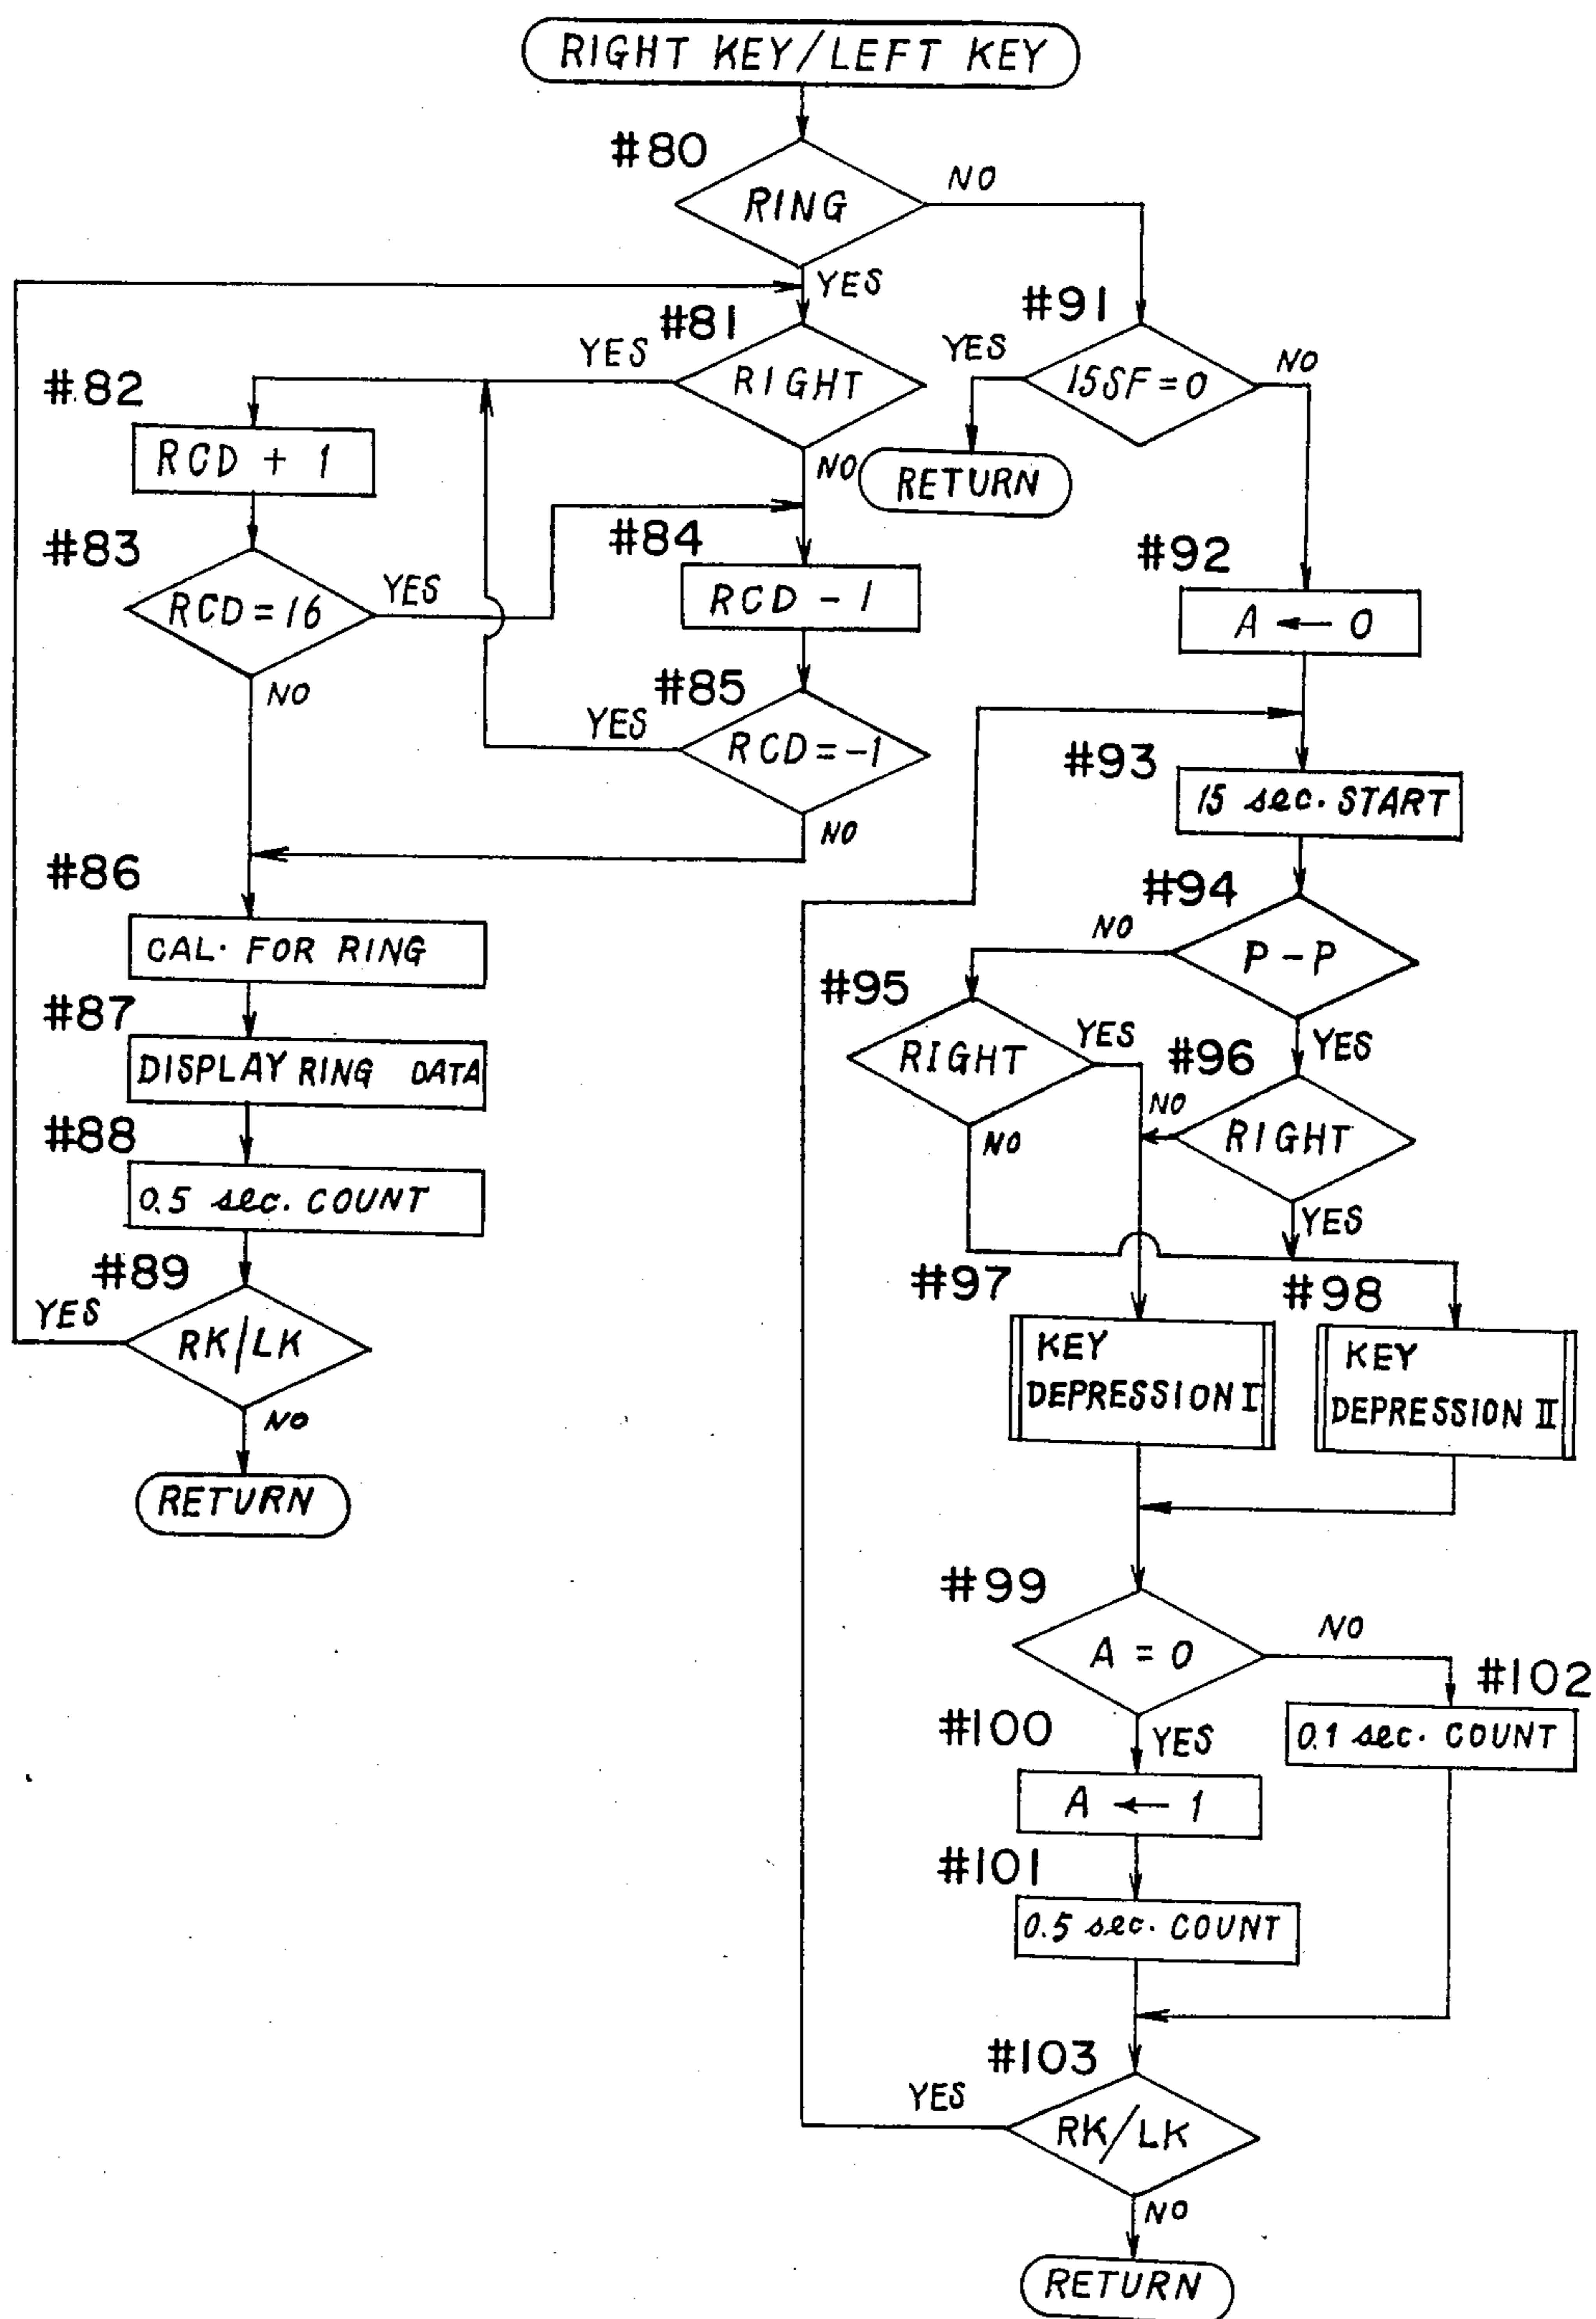 RIGHT KEY/LEFT KEY
#80
RING
NO
YES
#81
YES
RIGHT
NO
#91
YES
15SF=0
NO
RETURN
#82
RCD + 1
#83
RCD=16
YES
NO
#84
RCD - 1
#85
YES
RCD=-1
NO
#92
A ← 0
#93
15 sec. START
#94
NO
P-P
YES
#86
CAL. FOR RING
#87
DISPLAY RING DATA
#88
0.5 sec. COUNT
#89
YES
RK/LK
NO
RETURN
#95
RIGHT
YES
NO
#96
NO
RIGHT
YES
#97
KEY
DEPRESSION I
#98
KEY
DEPRESSION II
#99
A = 0
NO
YES
#102
0.1 sec. COUNT
#100
A ← 1
#101
0.5 sec. COUNT
#103
YES
RK/LK
NO
RETURN